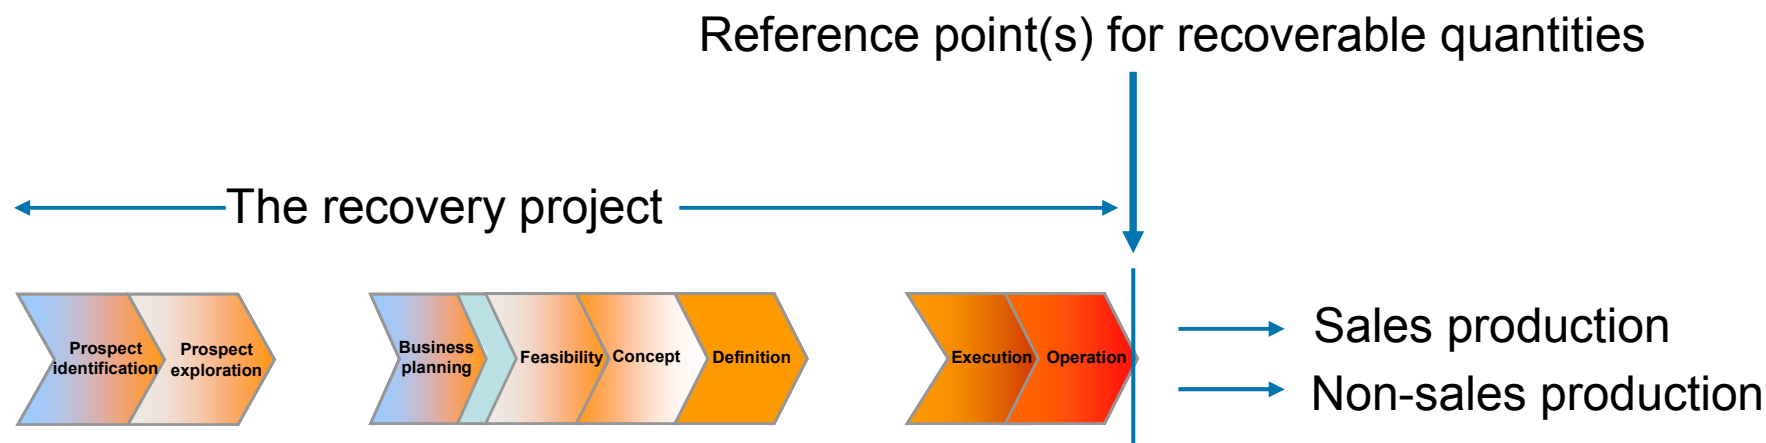 Reference point(s) for recoverable quantities
The recovery project
Prospect
identification
Prospect
exploration
Business
planning
Feasibility
Concept
Definition
Execution
Operation
Sales production
Non-sales production